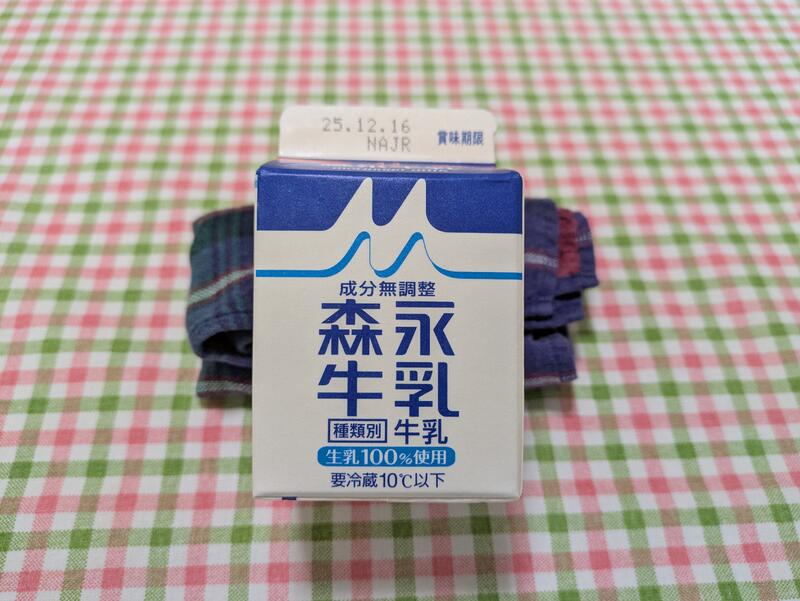 25.12.16
NAJR
賞味期限
成分無調整
森永
牛乳
種類別 牛乳
生乳100%使用
要冷蔵10℃以下